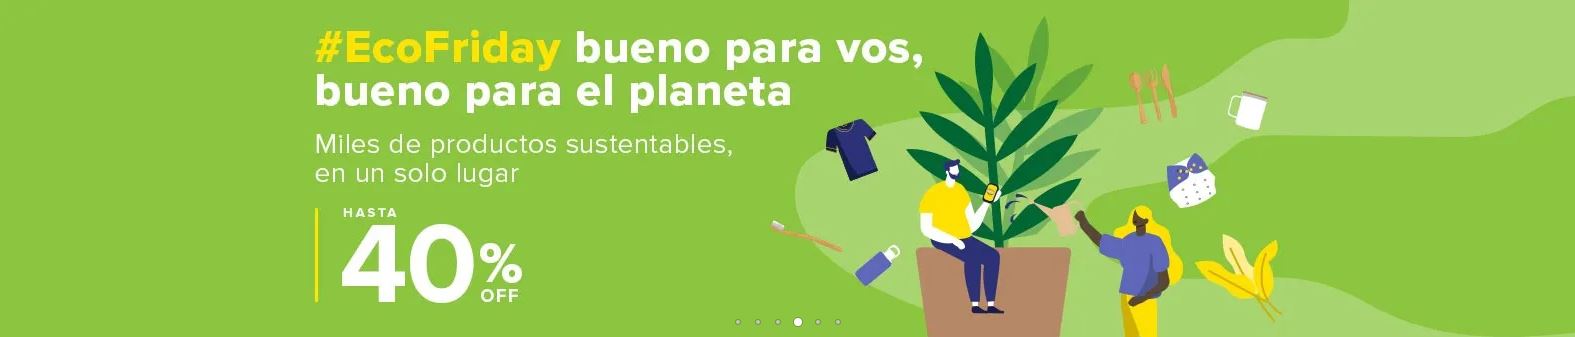 #EcoFriday bueno para vos,
bueno para el planeta
Miles de productos sustentables,
en un solo lugar
HASTA
40%
OFF